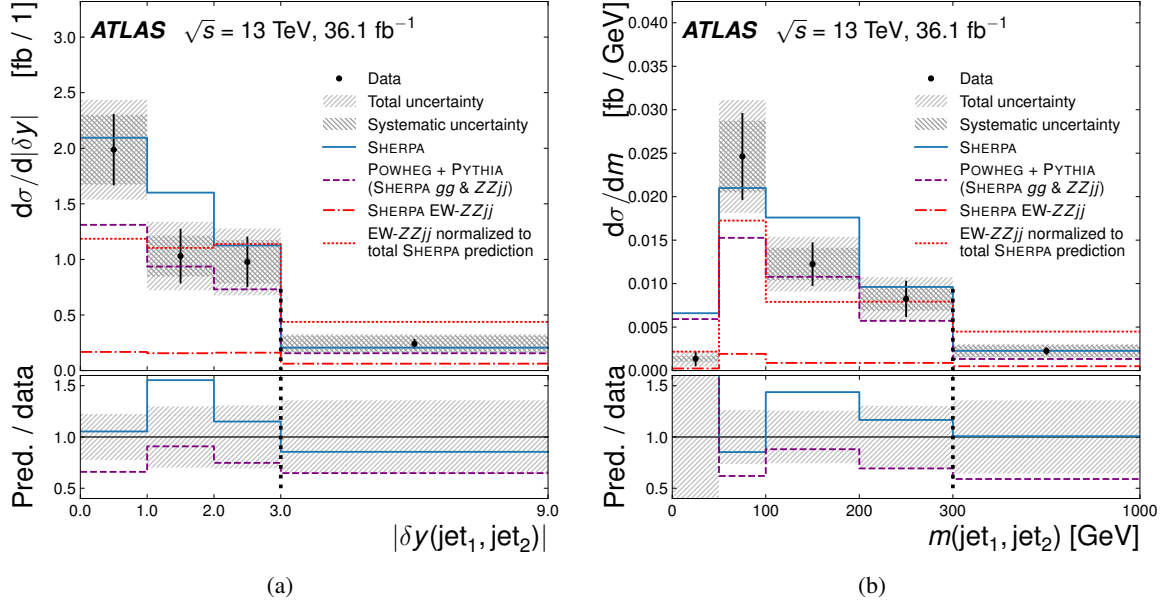 ATLAS √s = 13 TeV, 36.1 fb⁻¹
dσ/d|δy| [fb / 1]
3.0
2.5
2.0
1.5
1.0
0.5
0.0
Data
Total uncertainty
Systematic uncertainty
SHERPA
POWHEG + PYTHIA
(SHERPA gg & ZZjj)
SHERPA EW-ZZjj
EW-ZZjj normalized to
total SHERPA prediction
Pred. / data
1.5
1.0
0.5
0.0 1.0 2.0 3.0 9.0
|δy(jet₁, jet₂)|
(a)
ATLAS √s = 13 TeV, 36.1 fb⁻¹
dσ/dm [fb / GeV]
0.040
0.035
0.030
0.025
0.020
0.015
0.010
0.005
0.000
Data
Total uncertainty
Systematic uncertainty
SHERPA
POWHEG + PYTHIA
(SHERPA gg & ZZjj)
SHERPA EW-ZZjj
EW-ZZjj normalized to
total SHERPA prediction
Pred. / data
1.5
1.0
0.5
0 50 100 200 300 1000
m(jet₁, jet₂) [GeV]
(b)